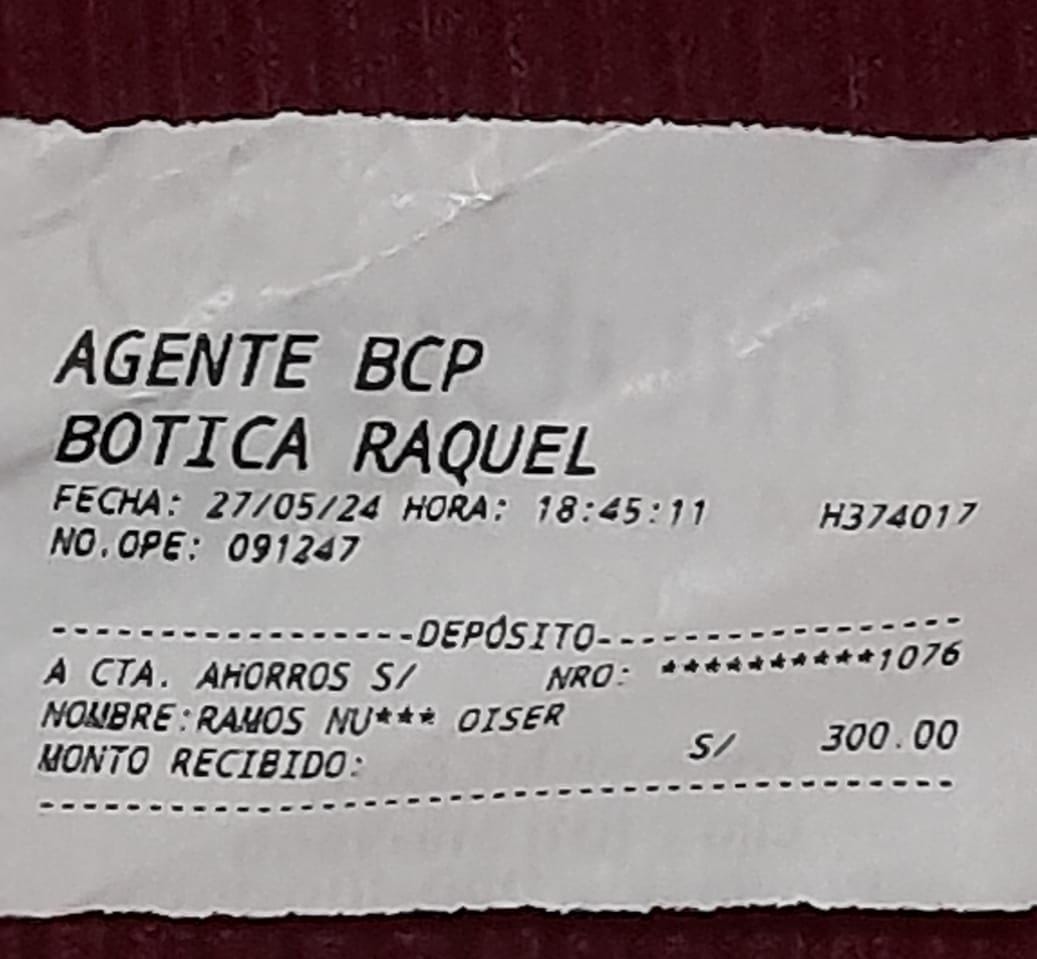 AGENTE BCP
BOTICA RAQUEL
FECHA: 27/05/24 HORA: 18:45:11 H374017
NO.OPE: 091247
-----------------DEPÓSITO-----------------
A CTA. AHORROS S/ NRO: **********1076
NOMBRE:RAMOS NU*** OISER
MONTO RECIBIDO: S/ 300.00
------------------------------------------